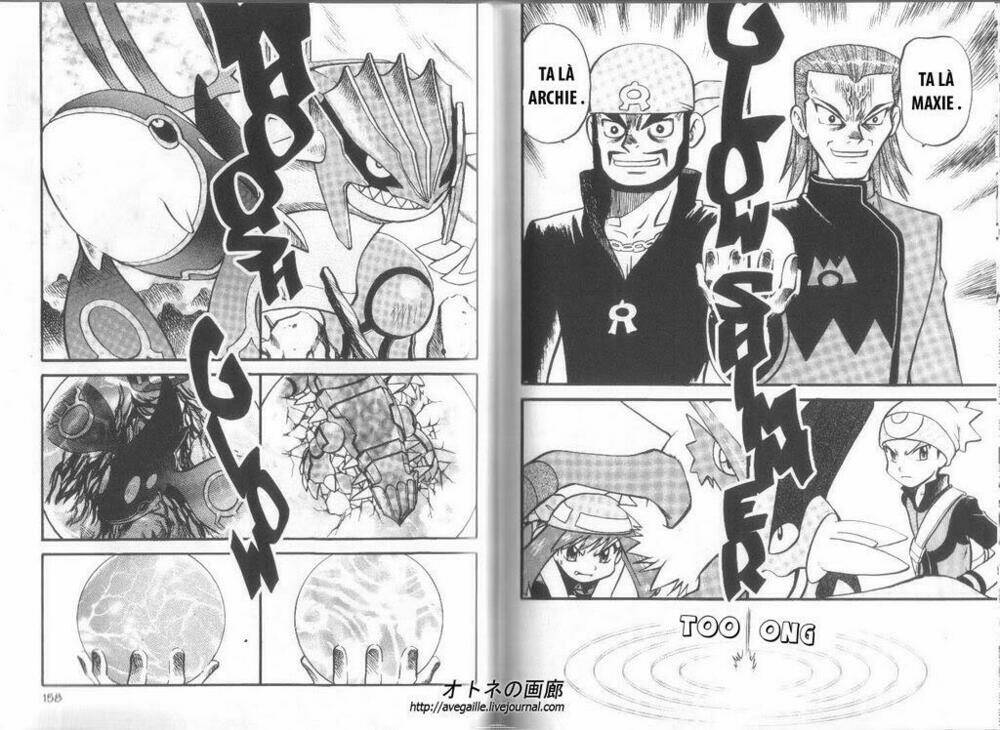 TA LÀ
MAXIE .
TA LÀ
ARCHIE .
GLOW
SHIMMER
TOO ONG
WHOOSH
GLOW
158
オトネの画廊
http://avegaille.livejournal.com